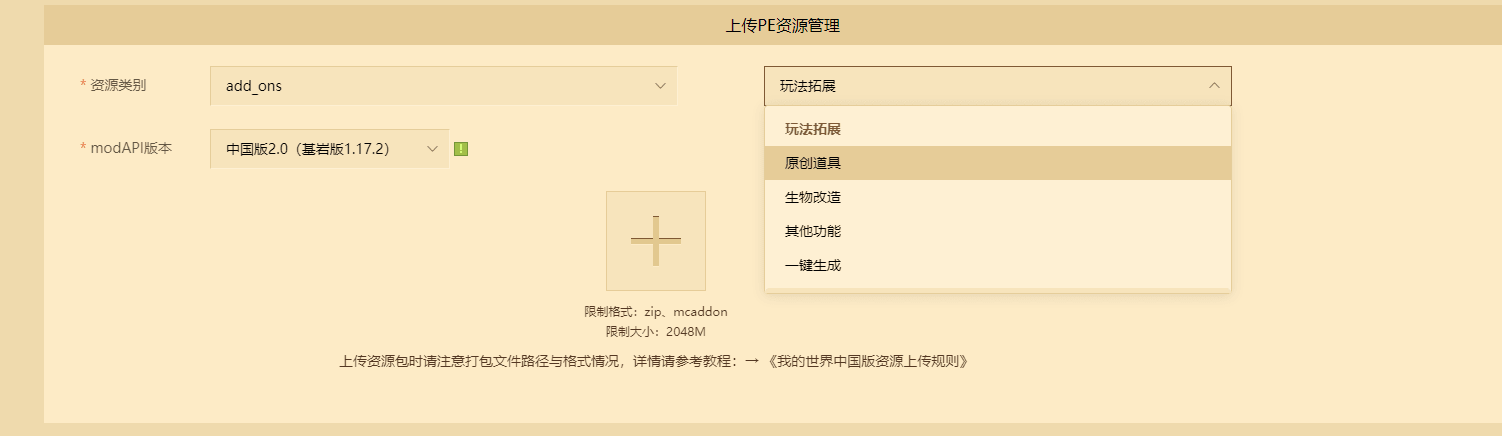 上传PE资源管理
* 资源类别
add_ons
玩法拓展
玩法拓展
原创道具
生物改造
其他功能
一键生成
* modAPI版本
中国版2.0（基岩版1.17.2）
!
限制格式：zip、mcaddon
限制大小：2048M
上传资源包时请注意打包文件路径与格式情况，详情请参考教程：→ 《我的世界中国版资源上传规则》